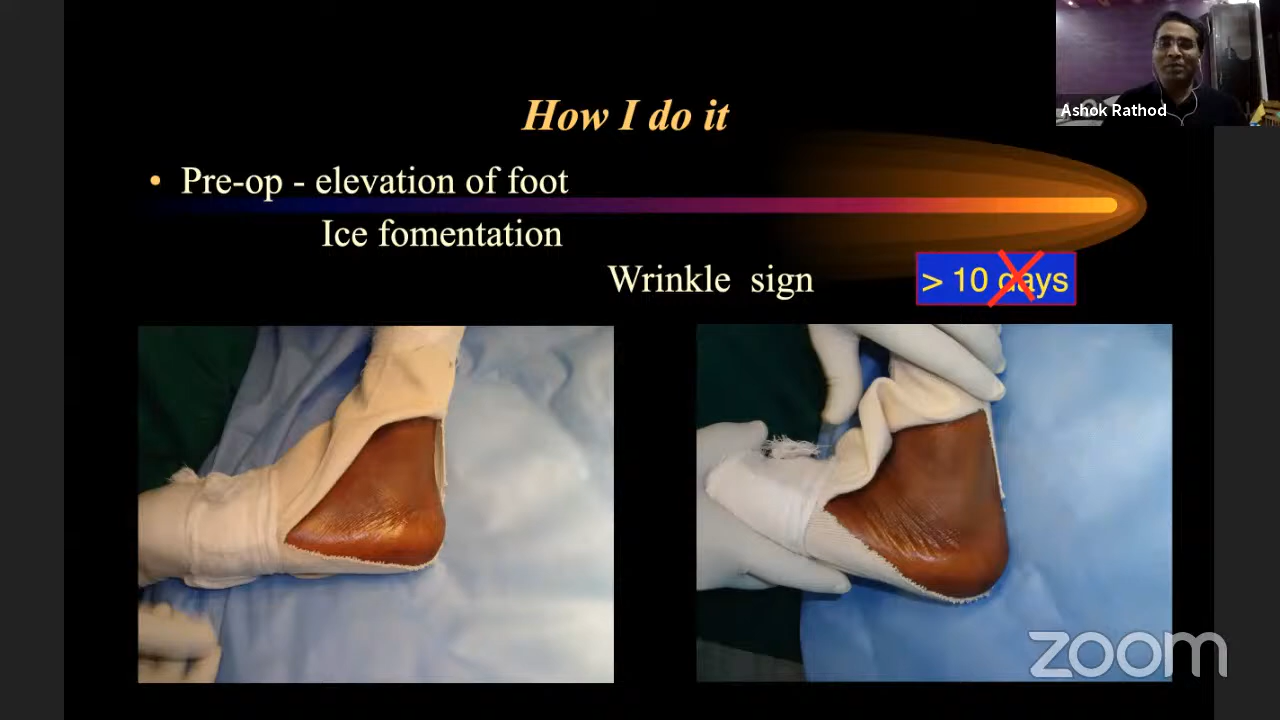 Ashok Rathod
How I do it
• Pre-op - elevation of foot
Ice fomentation
Wrinkle sign
> 10 days
zoom